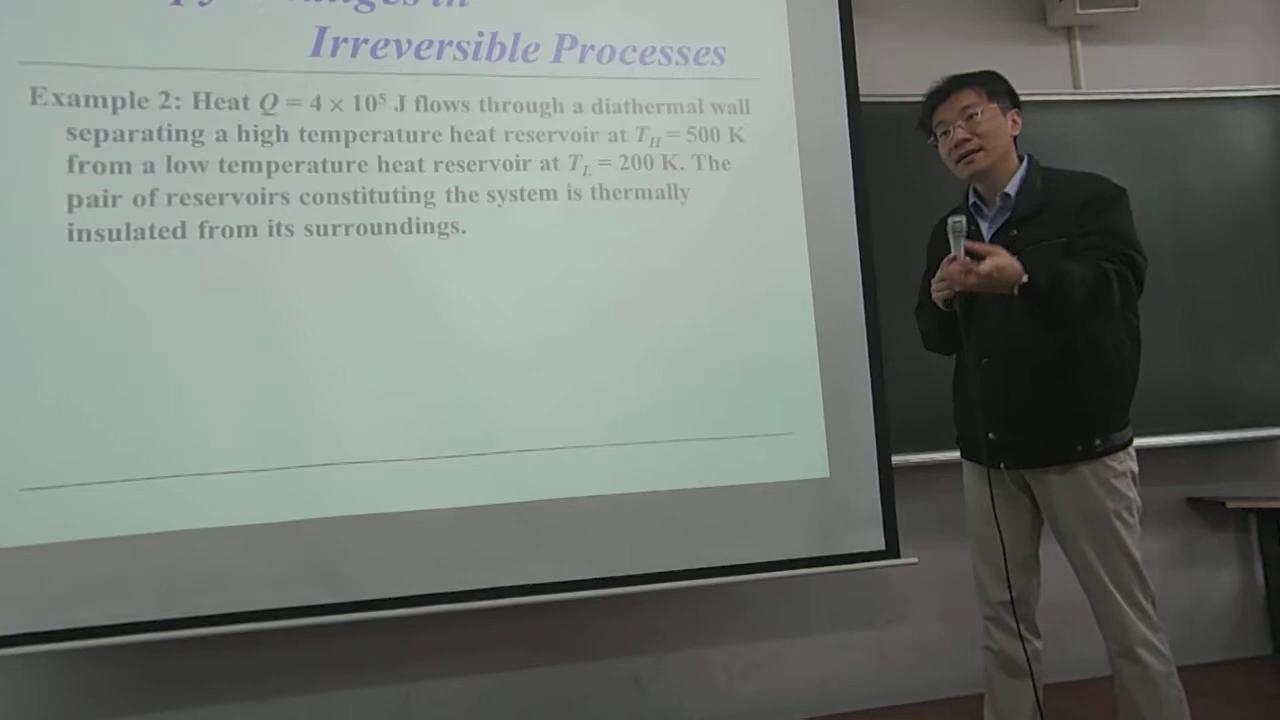 in
Irreversible Processes
Example 2: Heat Q = 4 × 10⁵ J flows through a diathermal wall
separating a high temperature heat reservoir at T_H = 500 K
from a low temperature heat reservoir at T_L = 200 K. The
pair of reservoirs constituting the system is thermally
insulated from its surroundings.